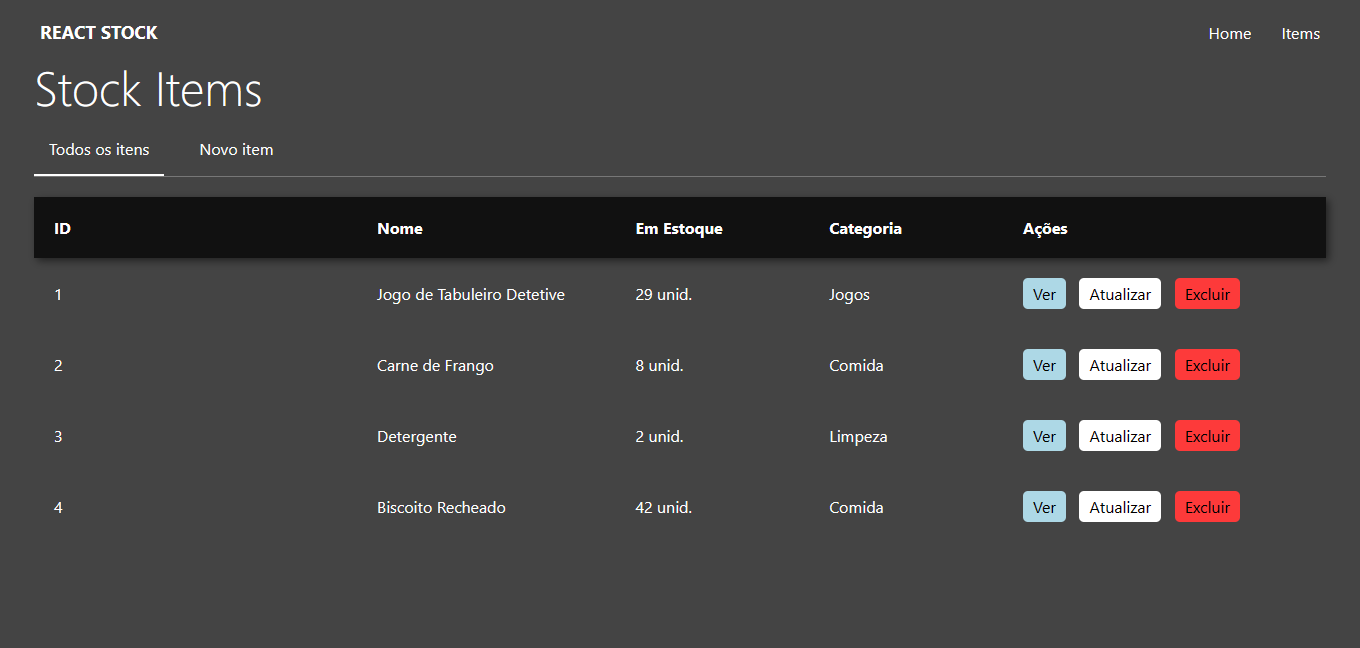 REACT STOCK Home Items
Stock Items
Todos os itens Novo item
ID Nome Em Estoque Categoria Ações
1 Jogo de Tabuleiro Detetive 29 unid. Jogos Ver Atualizar Excluir
2 Carne de Frango 8 unid. Comida Ver Atualizar Excluir
3 Detergente 2 unid. Limpeza Ver Atualizar Excluir
4 Biscoito Recheado 42 unid. Comida Ver Atualizar Excluir